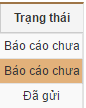 Trạng thái
Báo cáo chưa
Báo cáo chưa
Đã gửi